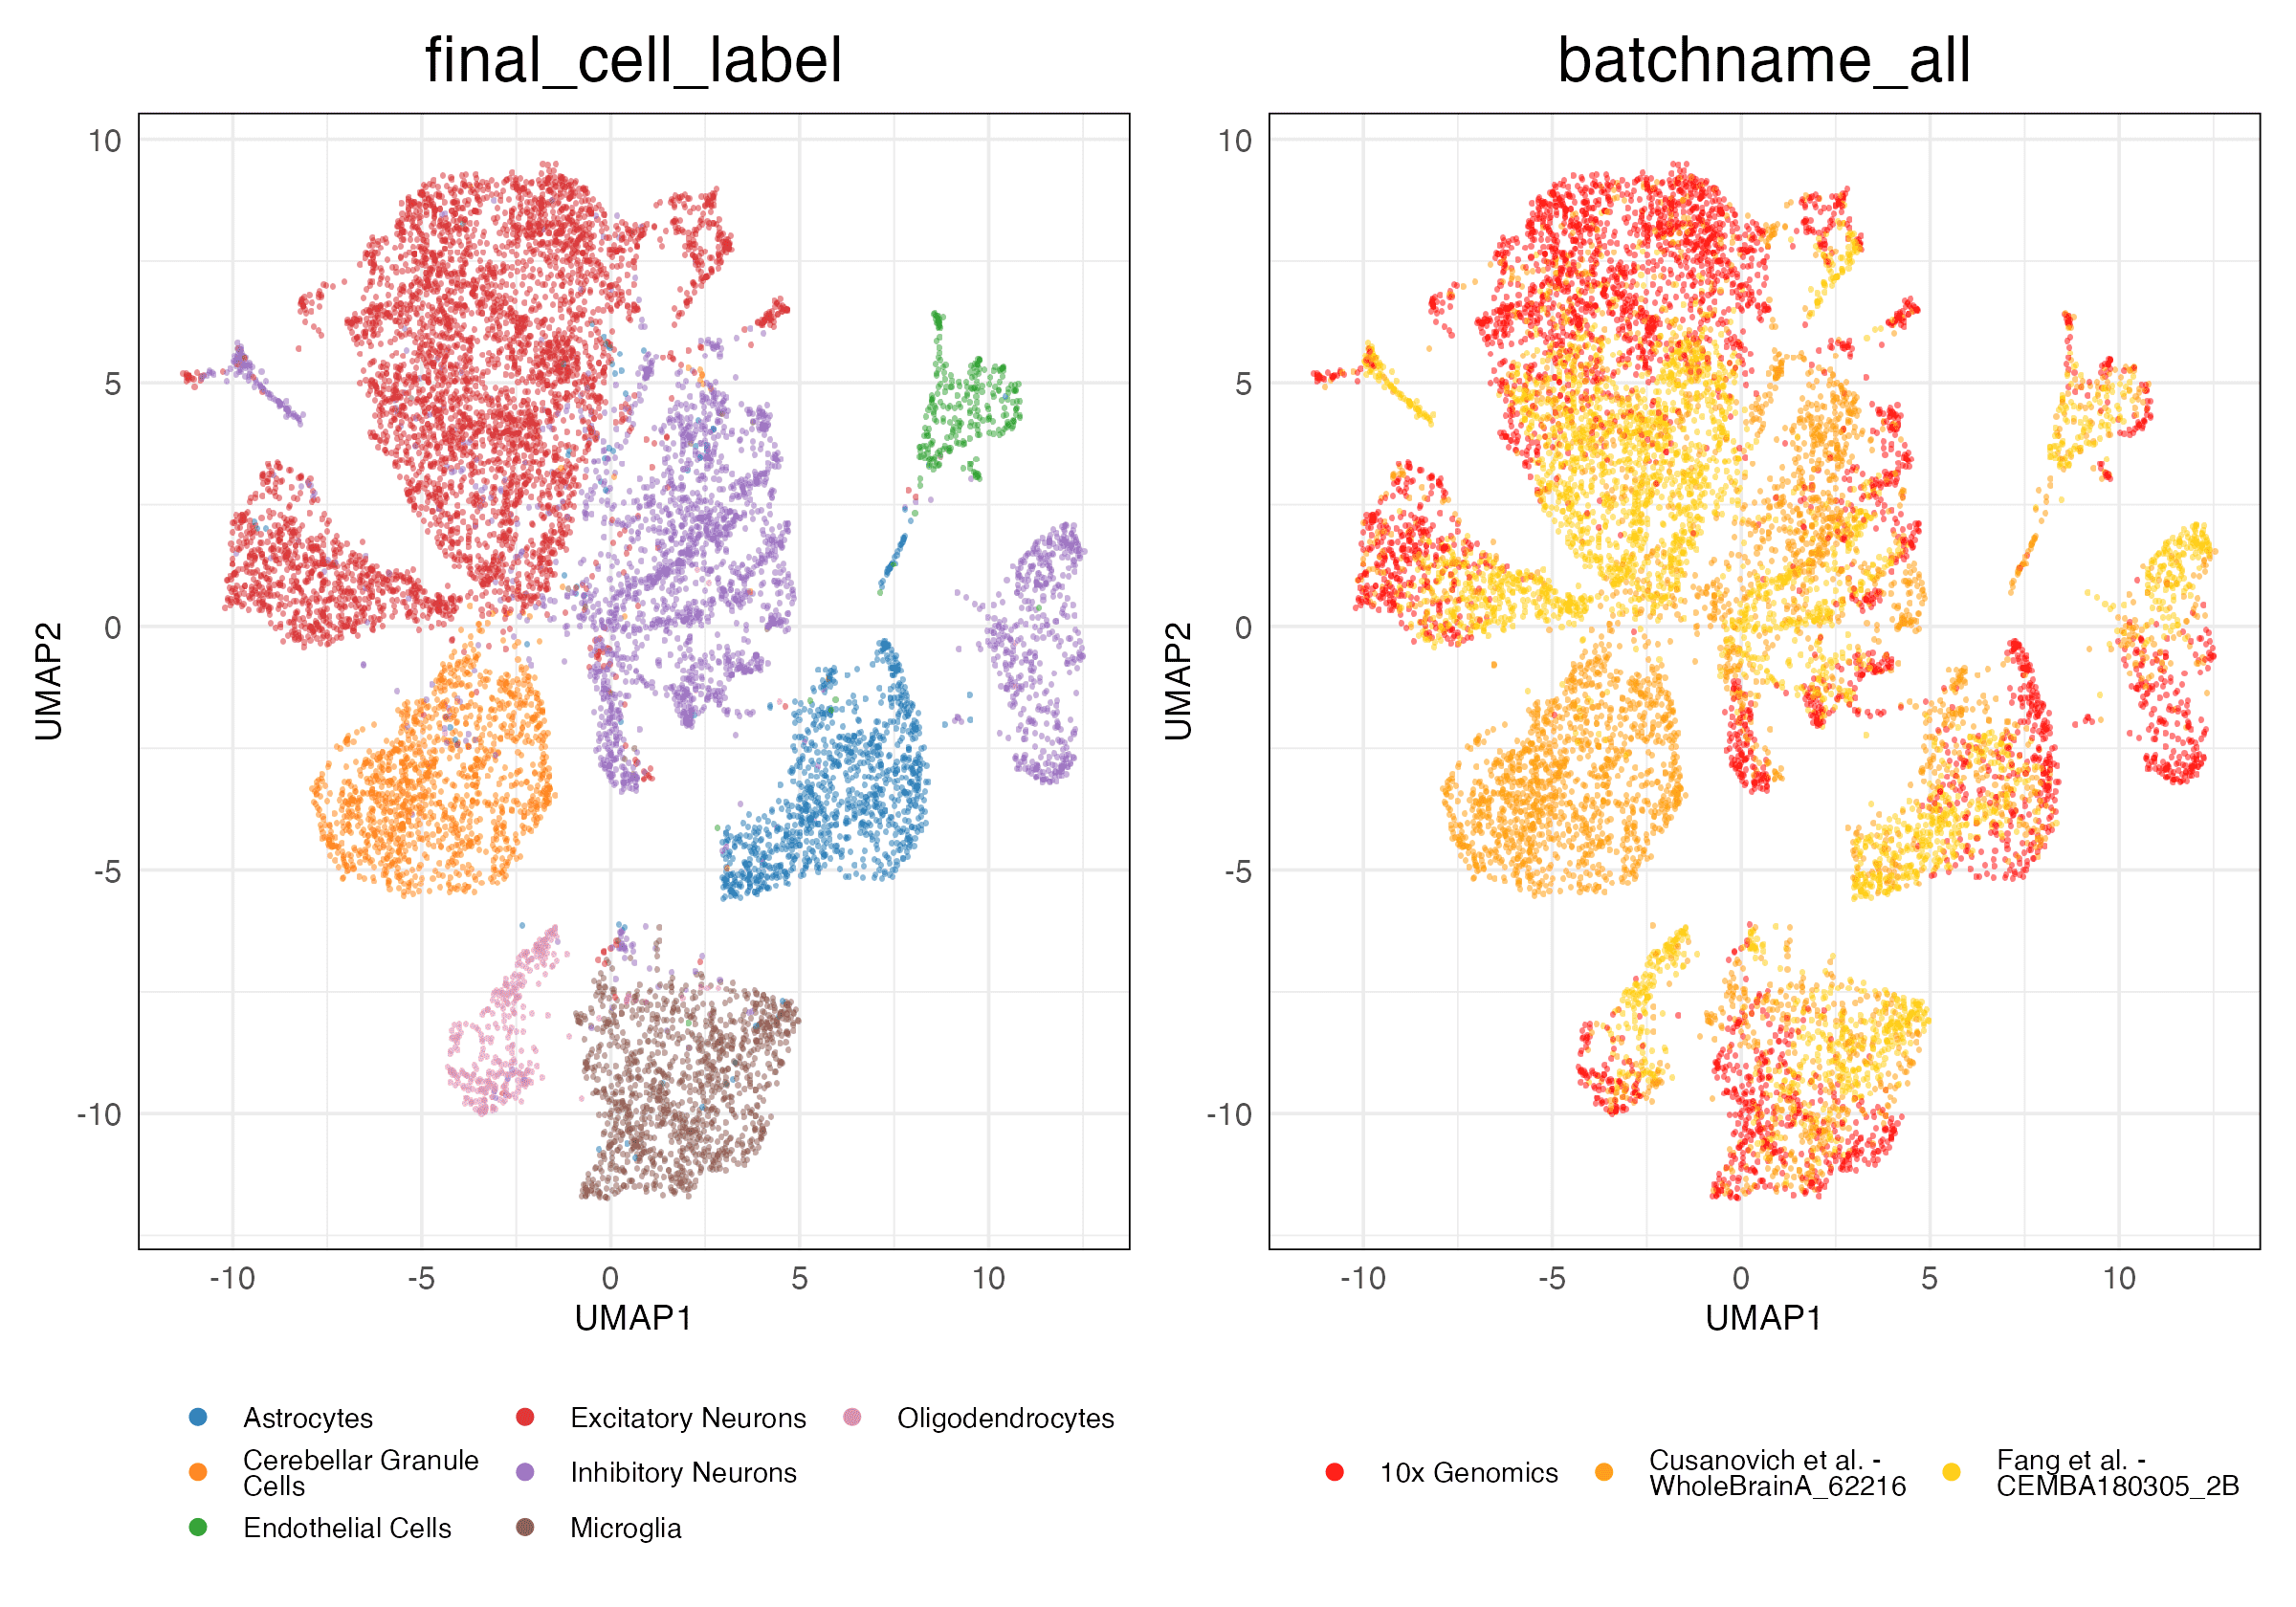 final_cell_label
batchname_all
10
5
0
-5
-10
UMAP2
-10
-5
0
5
10
UMAP1
10
5
0
-5
-10
UMAP2
-10
-5
0
5
10
UMAP1
Astrocytes
Cerebellar Granule
Cells
Endothelial Cells
Excitatory Neurons
Inhibitory Neurons
Microglia
Oligodendrocytes
10x Genomics
Cusanovich et al. -
WholeBrainA_62216
Fang et al. -
CEMBA180305_2B